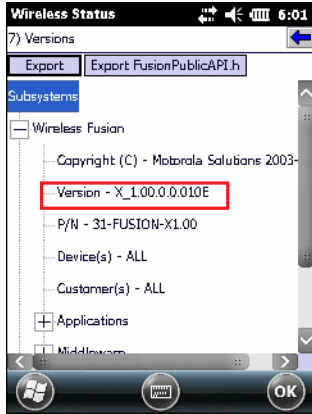 Wireless Status 6:01
7) Versions
Export Export FusionPublicAPI.h
Subsystems
Wireless Fusion
Copyright (C) - Motorola Solutions 2003-
Version - X_1.00.0.0.010E
P/N - 31-FUSION-X1.00
Device(s) - ALL
Customer(s) - ALL
Applications
Middleware
OK